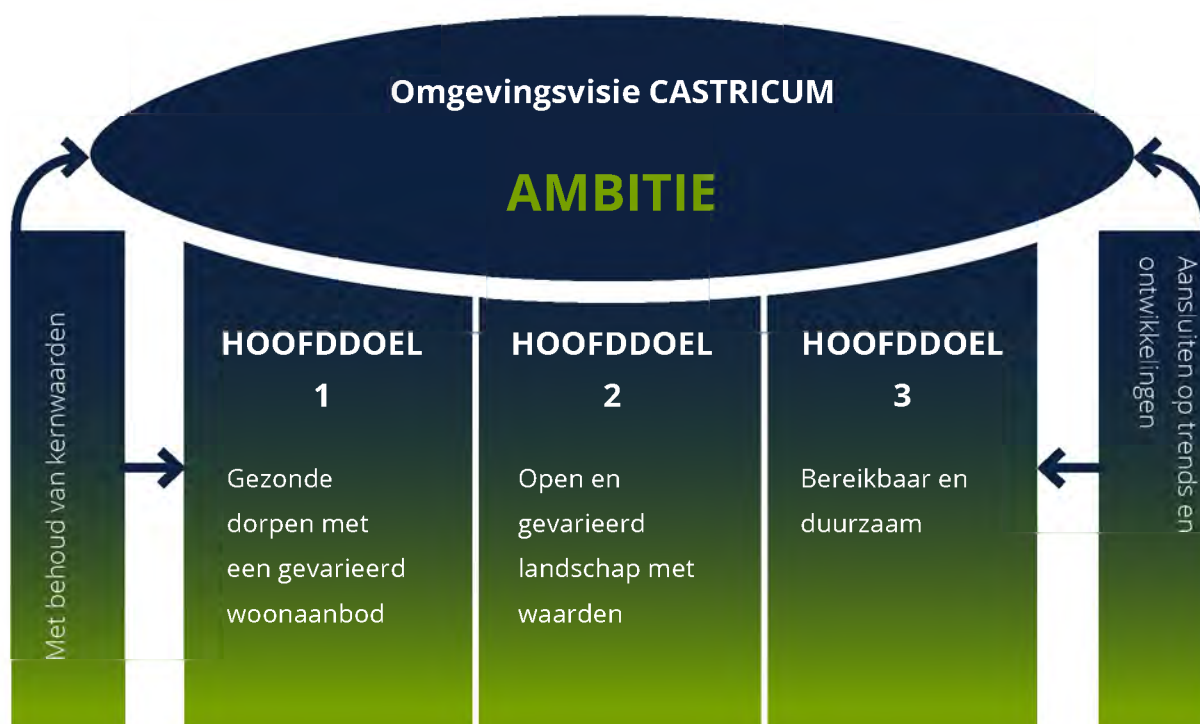 Omgevingsvisie CASTRICUM
AMBITIE
Met behoud van kernwaarden
HOOFDDOEL
1
Gezonde
dorpen met
een gevarieerd
woonaanbod
HOOFDDOEL
2
Open en
gevarieerd
landschap met
waarden
HOOFDDOEL
3
Bereikbaar en
duurzaam
Aansluiten op trends en
ontwikkelingen